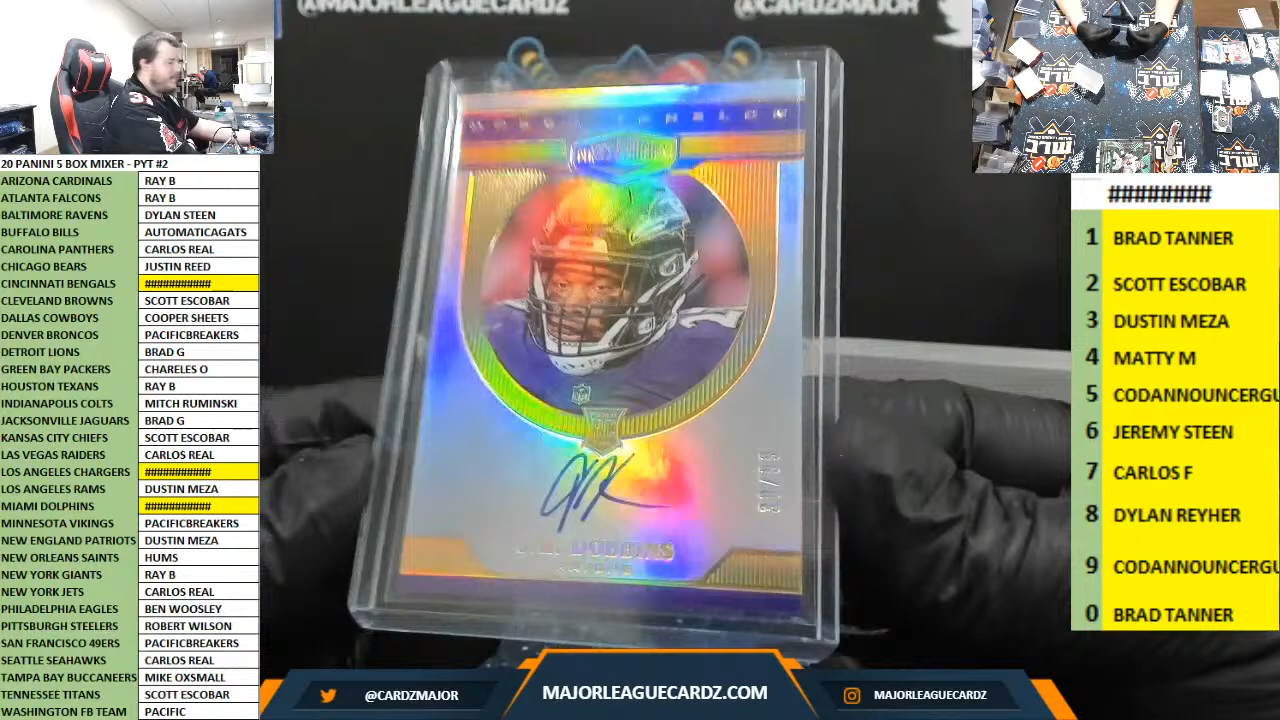 @MAJORLEAGUECARDZ
@CARDZMAJOR
20 PANINI 5 BOX MIXER - PYT #2
ARIZONA CARDINALS RAY B
ATLANTA FALCONS RAY B
BALTIMORE RAVENS DYLAN STEEN
BUFFALO BILLS AUTOMATICAGATS
CAROLINA PANTHERS CARLOS REAL
CHICAGO BEARS JUSTIN REED
CINCINNATI BENGALS ###########
CLEVELAND BROWNS SCOTT ESCOBAR
DALLAS COWBOYS COOPER SHEETS
DENVER BRONCOS PACIFICBREAKERS
DETROIT LIONS BRAD G
GREEN BAY PACKERS CHARELES O
HOUSTON TEXANS RAY B
INDIANAPOLIS COLTS MITCH RUMINSKI
JACKSONVILLE JAGUARS BRAD G
KANSAS CITY CHIEFS SCOTT ESCOBAR
LAS VEGAS RAIDERS CARLOS REAL
LOS ANGELES CHARGERS ###########
LOS ANGELES RAMS DUSTIN MEZA
MIAMI DOLPHINS ###########
MINNESOTA VIKINGS PACIFICBREAKERS
NEW ENGLAND PATRIOTS DUSTIN MEZA
NEW ORLEANS SAINTS HUMS
NEW YORK GIANTS RAY B
NEW YORK JETS CARLOS REAL
PHILADELPHIA EAGLES BEN WOOSLEY
PITTSBURGH STEELERS ROBERT WILSON
SAN FRANCISCO 49ERS PACIFICBREAKERS
SEATTLE SEAHAWKS CARLOS REAL
TAMPA BAY BUCCANEERS MIKE OXSMALL
TENNESSEE TITANS SCOTT ESCOBAR
WASHINGTON FB TEAM PACIFIC
DOBBINS
########
1 BRAD TANNER
2 SCOTT ESCOBAR
3 DUSTIN MEZA
4 MATTY M
5 CODANNOUNCERGU
6 JEREMY STEEN
7 CARLOS F
8 DYLAN REYHER
9 CODANNOUNCERGU
0 BRAD TANNER
@CARDZMAJOR
MAJORLEAGUECARDZ.COM
MAJORLEAGUECARDZ